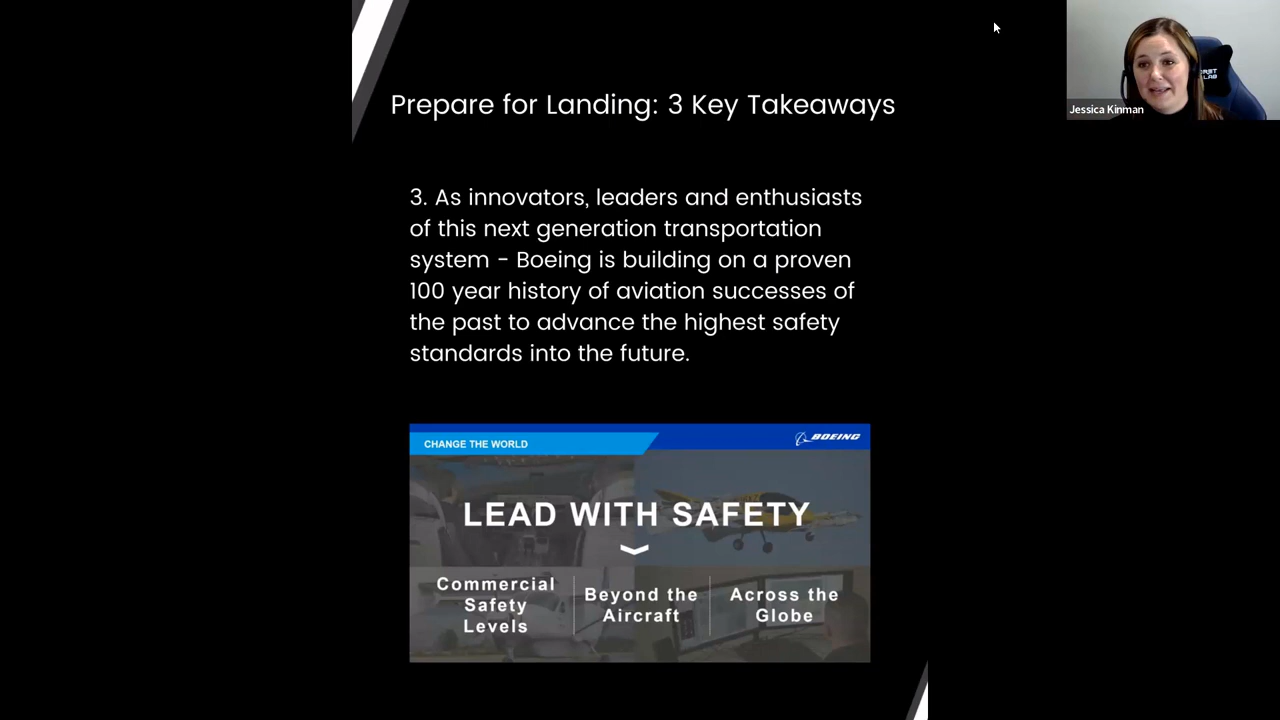 Prepare for Landing: 3 Key Takeaways
3. As innovators, leaders and enthusiasts
of this next generation transportation
system - Boeing is building on a proven
100 year history of aviation successes of
the past to advance the highest safety
standards into the future.
CHANGE THE WORLD
BOEING
LEAD WITH SAFETY
Commercial
Safety
Levels
Beyond the
Aircraft
Across the
Globe
Jessica Kinman